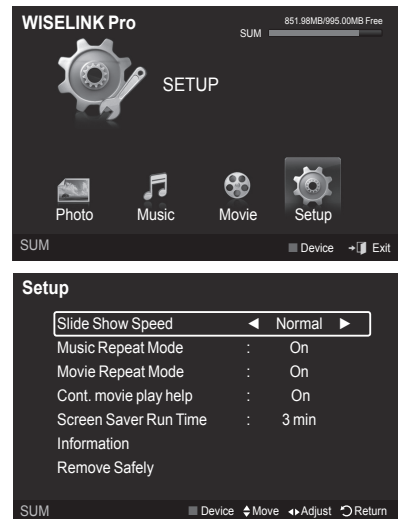 WISELINK Pro
851.98MB/995.00MB Free
SUM
SETUP
Photo Music Movie Setup
SUM Device Exit
Setup
Slide Show Speed ◀ Normal ▶
Music Repeat Mode : On
Movie Repeat Mode : On
Cont. movie play help : On
Screen Saver Run Time : 3 min
Information
Remove Safely
SUM Device Move Adjust Return